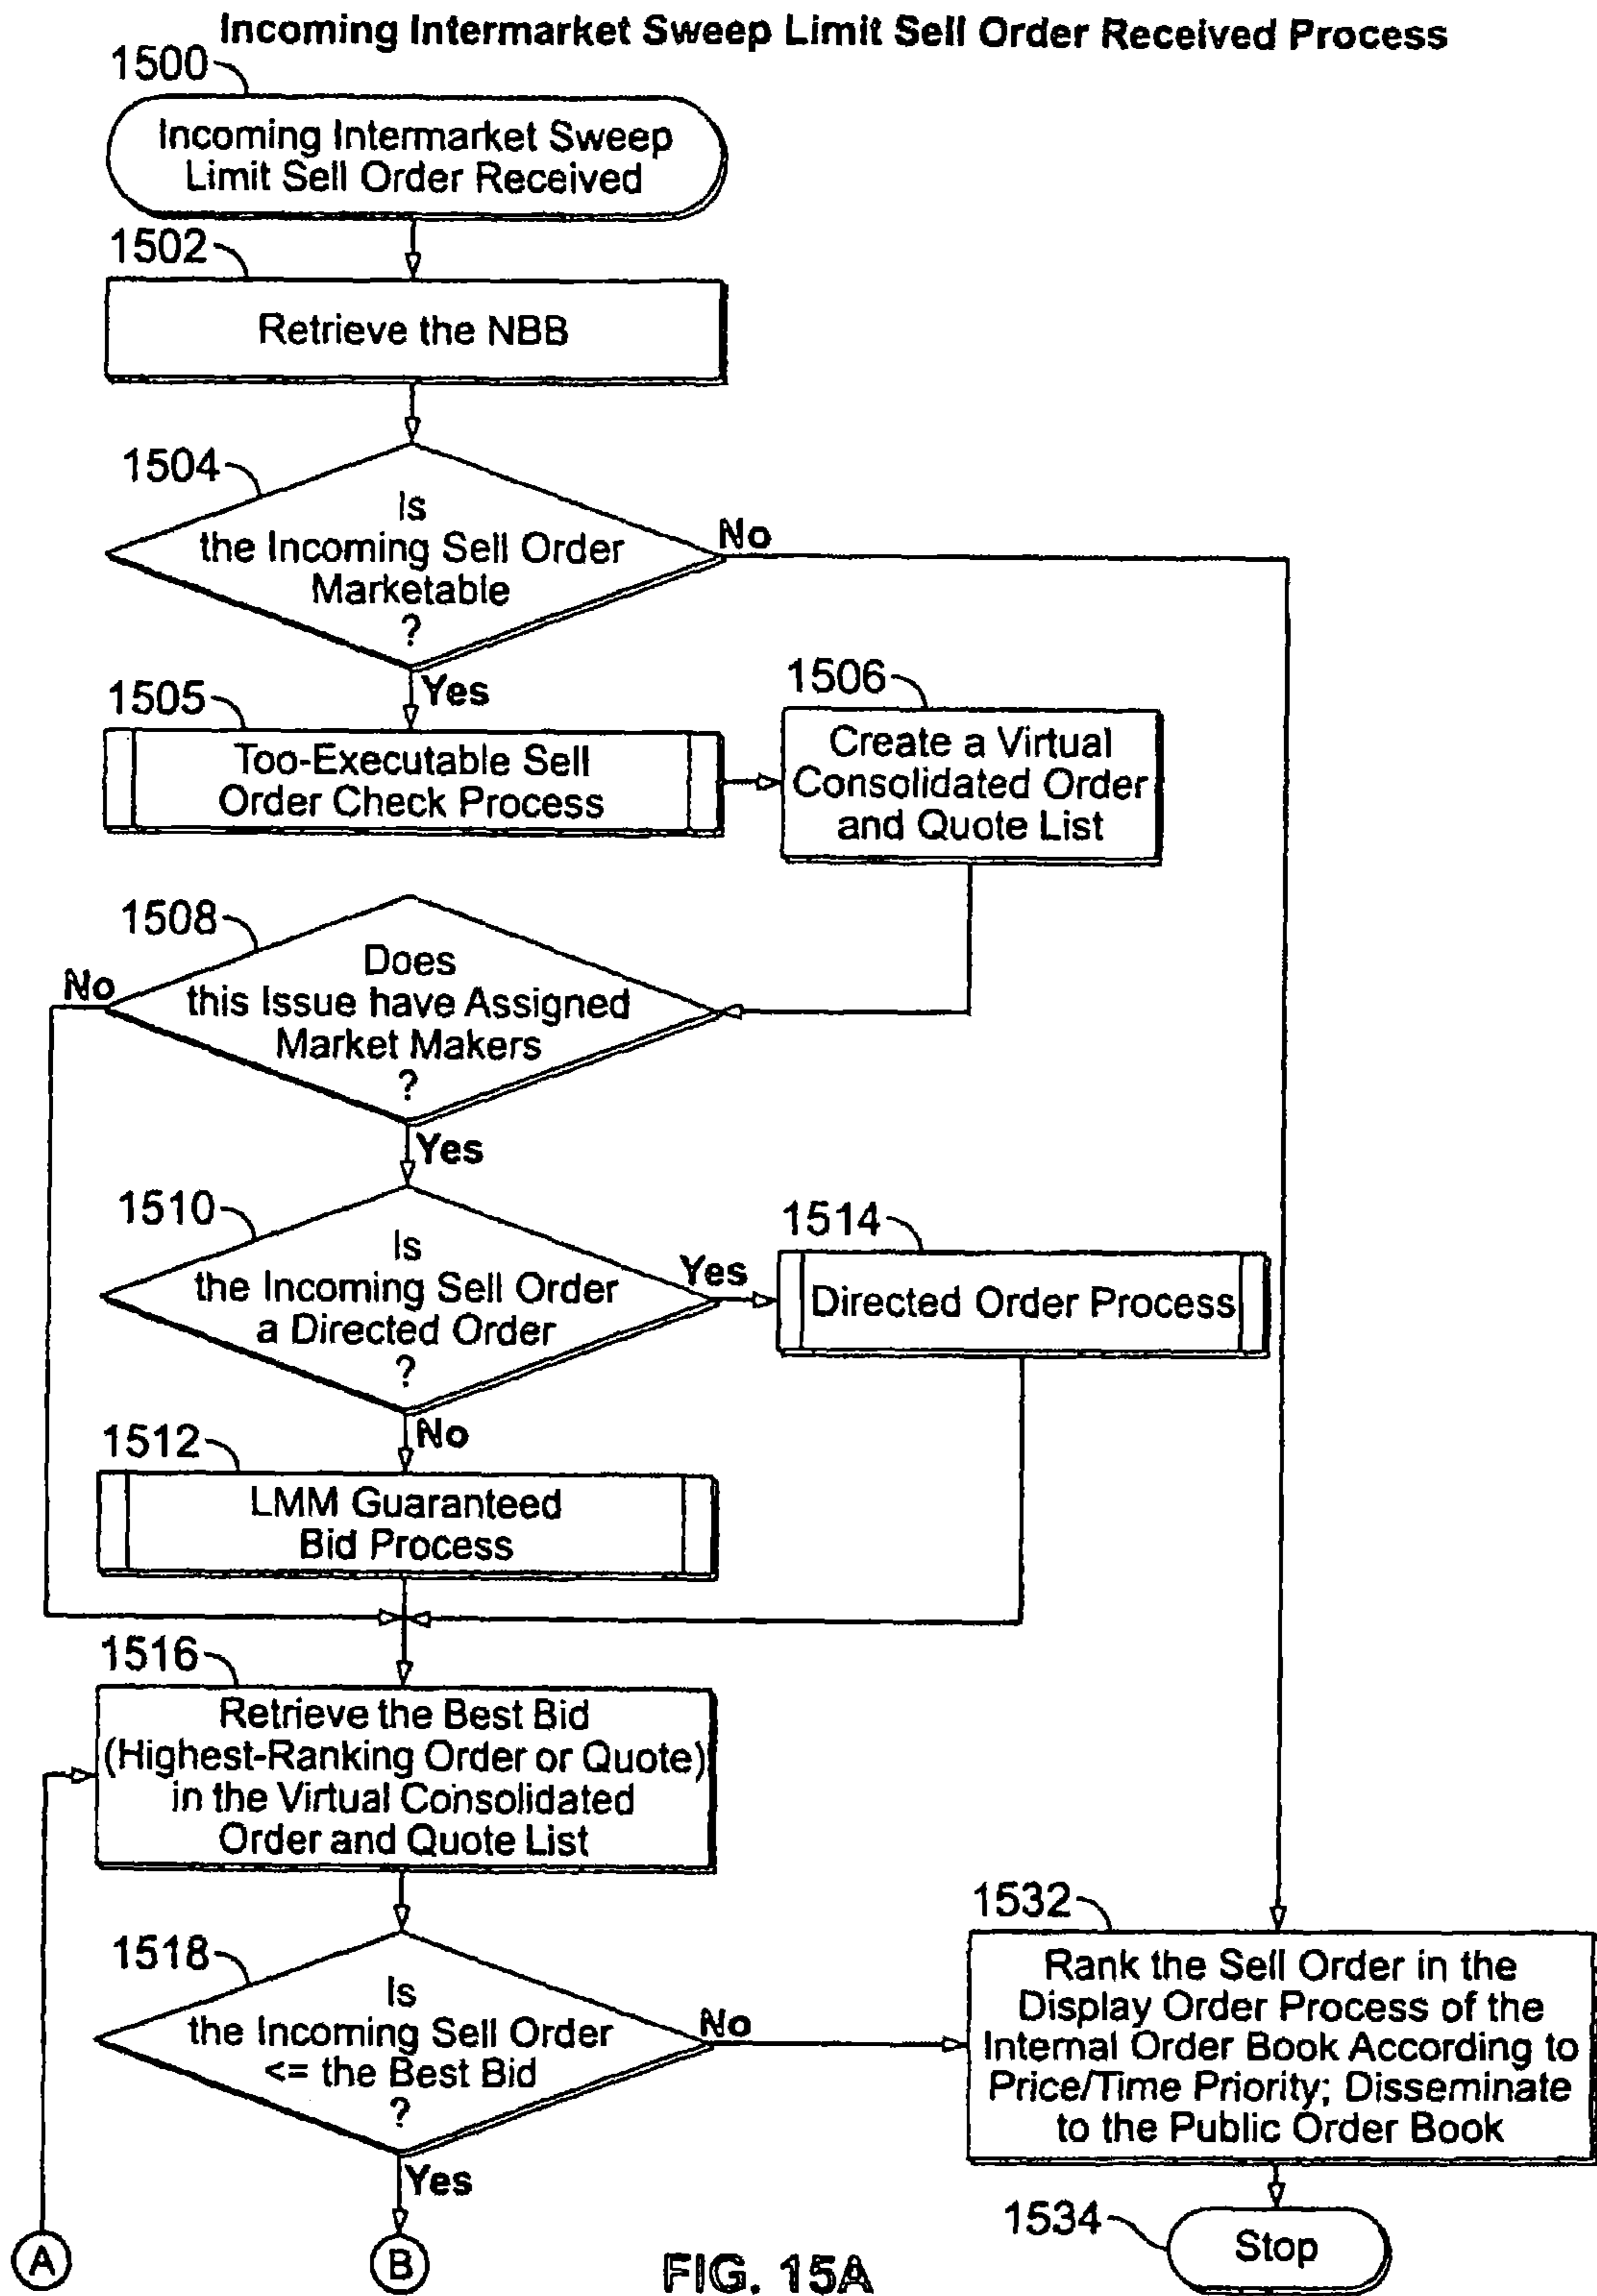 Incoming Intermarket Sweep Limit Sell Order Received Process
1500
Incoming Intermarket Sweep
Limit Sell Order Received
1502
Retrieve the NBB
1504
Is
the Incoming Sell Order
Marketable
?
No
Yes
1505
Too-Executable Sell
Order Check Process
1506
Create a Virtual
Consolidated Order
and Quote List
1508
Does
this Issue have Assigned
Market Makers
?
No
Yes
1510
Is
the Incoming Sell Order
a Directed Order
?
Yes
1514
Directed Order Process
No
1512
LMM Guaranteed
Bid Process
1516
Retrieve the Best Bid
(Highest-Ranking Order or Quote)
in the Virtual Consolidated
Order and Quote List
1518
Is
the Incoming Sell Order
<= the Best Bid
?
No
Yes
1532
Rank the Sell Order in the
Display Order Process of the
Internal Order Book According to
Price/Time Priority; Disseminate
to the Public Order Book
1534
Stop
A
B
FIG. 15A